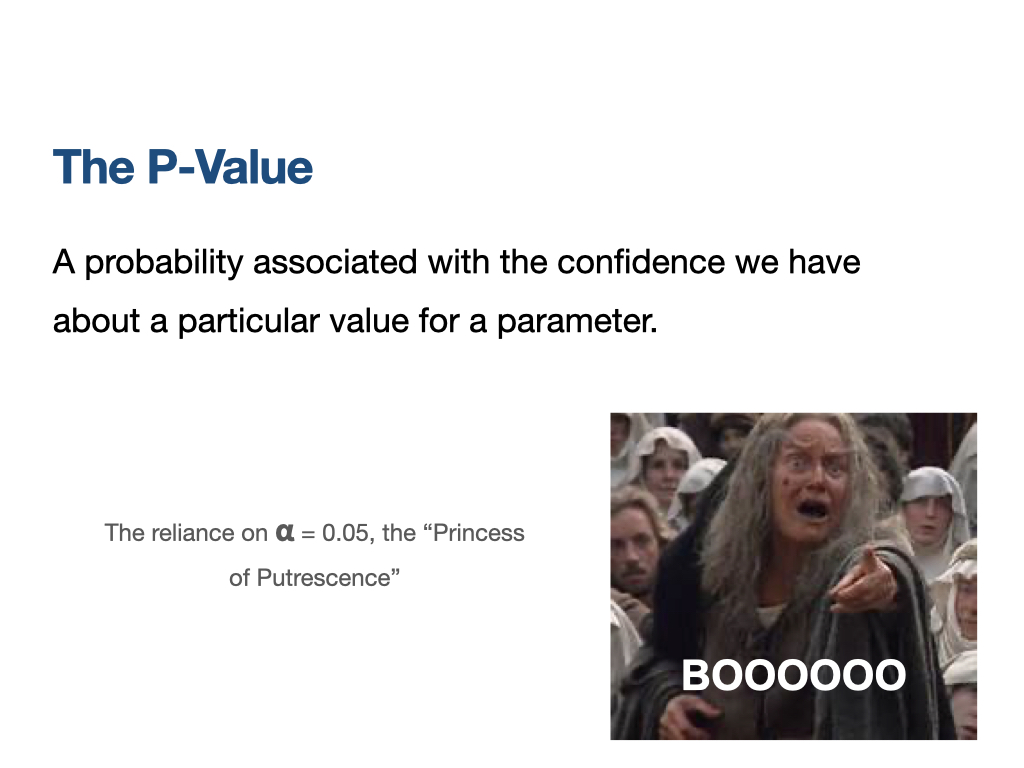 The P-Value
A probability associated with the confidence we have
about a particular value for a parameter.
The reliance on α = 0.05, the “Princess
of Putrescence”
BOOOOOO